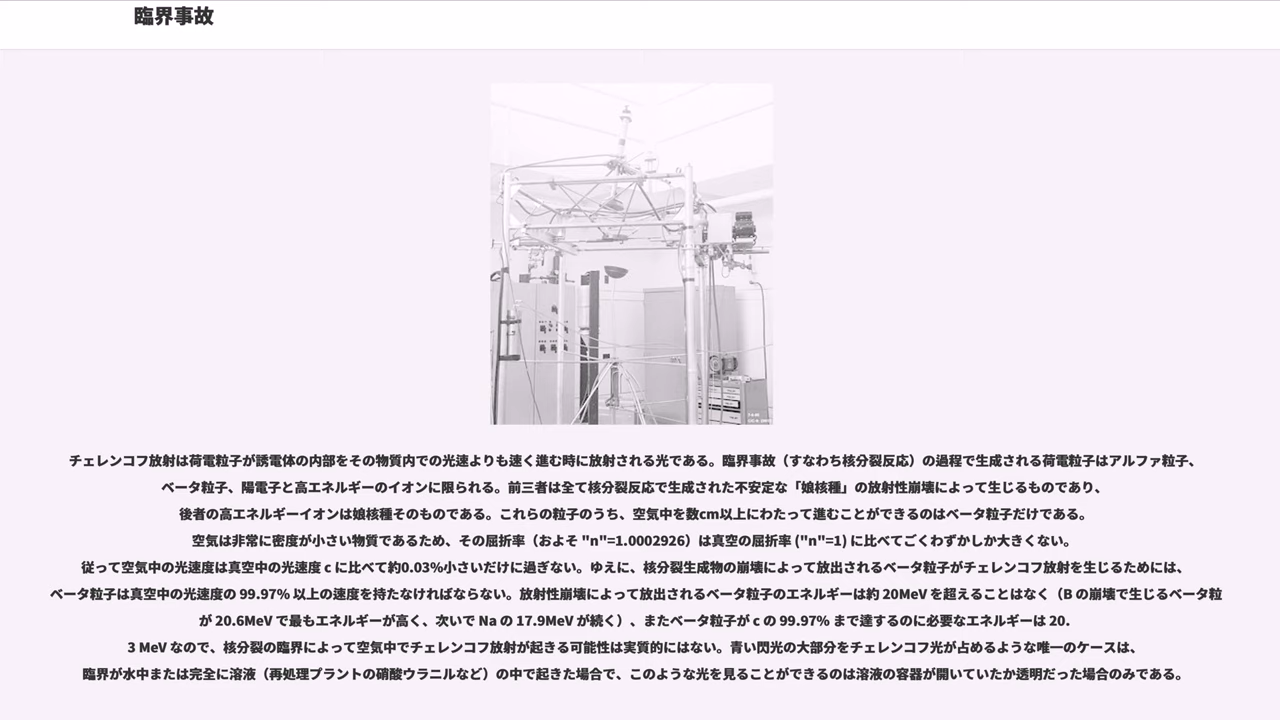 臨界事故
チェレンコフ放射は荷電粒子が誘電体の内部をその物質内での光速よりも速く進む時に放射される光である。臨界事故（すなわち核分裂反応）の過程で生成される荷電粒子はアルファ粒子、
ベータ粒子、陽電子と高エネルギーのイオンに限られる。前三者は全て核分裂反応で生成された不安定な「娘核種」の放射性崩壊によって生じるものであり、
後者の高エネルギーイオンは娘核種そのものである。これらの粒子のうち、空気中を数cm以上にわたって進むことができるのはベータ粒子だけである。
空気は非常に密度が小さい物質であるため、その屈折率（およそ "n"=1.0002926）は真空の屈折率 ("n"=1) に比べてごくわずかしか大きくない。
従って空気中の光速度は真空中の光速度 c に比べて約0.03%小さいだけに過ぎない。ゆえに、核分裂生成物の崩壊によって放出されるベータ粒子がチェレンコフ放射を生じるためには、
ベータ粒子は真空中の光速度の 99.97% 以上の速度を持たなければならない。放射性崩壊によって放出されるベータ粒子のエネルギーは約 20MeV を超えることはなく（B の崩壊で生じるベータ粒
が 20.6MeV で最もエネルギーが高く、次いで Na の 17.9MeV が続く）、またベータ粒子が c の 99.97% まで達するのに必要なエネルギーは 20.
3 MeV なので、核分裂の臨界によって空気中でチェレンコフ放射が起きる可能性は実質的にはない。青い閃光の大部分をチェレンコフ光が占めるような唯一のケースは、
臨界が水中または完全に溶液（再処理プラントの硝酸ウラニルなど）の中で起きた場合で、このような光を見ることができるのは溶液の容器が開いていたか透明だった場合のみである。